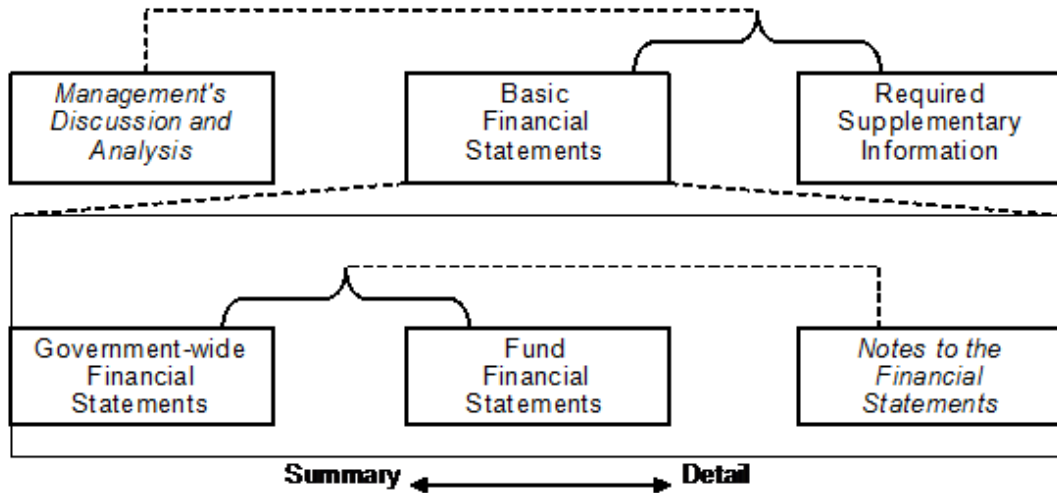 Management's
Discussion and
Analysis
Basic
Financial
Statements
Required
Supplementary
Information
Government-wide
Financial
Statements
Fund
Financial
Statements
Notes to the
Financial
Statements
Summary
Detail